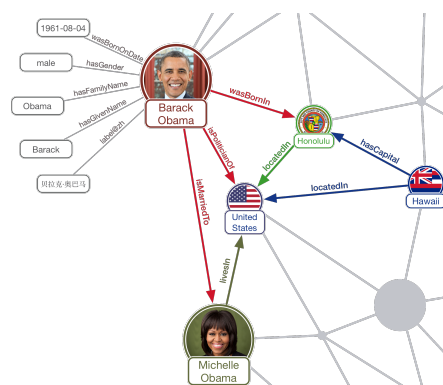 1961-08-04
wasBornOnDate
male
hasGender
hasFamilyName
Obama
hasGivenName
Barack
label@zh
贝拉克·奥巴马
Barack
Obama
wasBornIn
isPoliticianOf
isMarriedTo
Honolulu
locatedIn
hasCapital
locatedIn
Hawaii
United
States
livesIn
Michelle
Obama